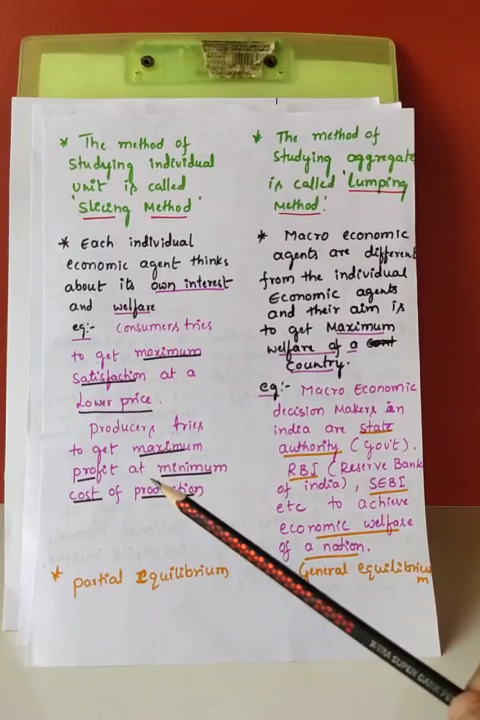 * The method of
studying individual
unit is called
'Slicing Method'
* Each individual
economic agent thinks
about its own interest
and welfare
eg:- Consumers tries
to get maximum
satisfaction at a
Lower price.
Producers tries
to get maximum
profit at minimum
cost of production
* partial Equilibrium
* The method of
studying aggregate
is called 'Lumping
Method'.
* Macro economic
agents are different
from the individual
Economic agents
and their aim is
to get Maximum
welfare of a
Country.
eg:- Macro Economic
decision Makers in
india are state
authority (Govt).
RBI (Reserve Bank
of india), SEBI
etc to achieve
economic welfare
of a nation.
General equilibrium
X-TRA SUPER DARK